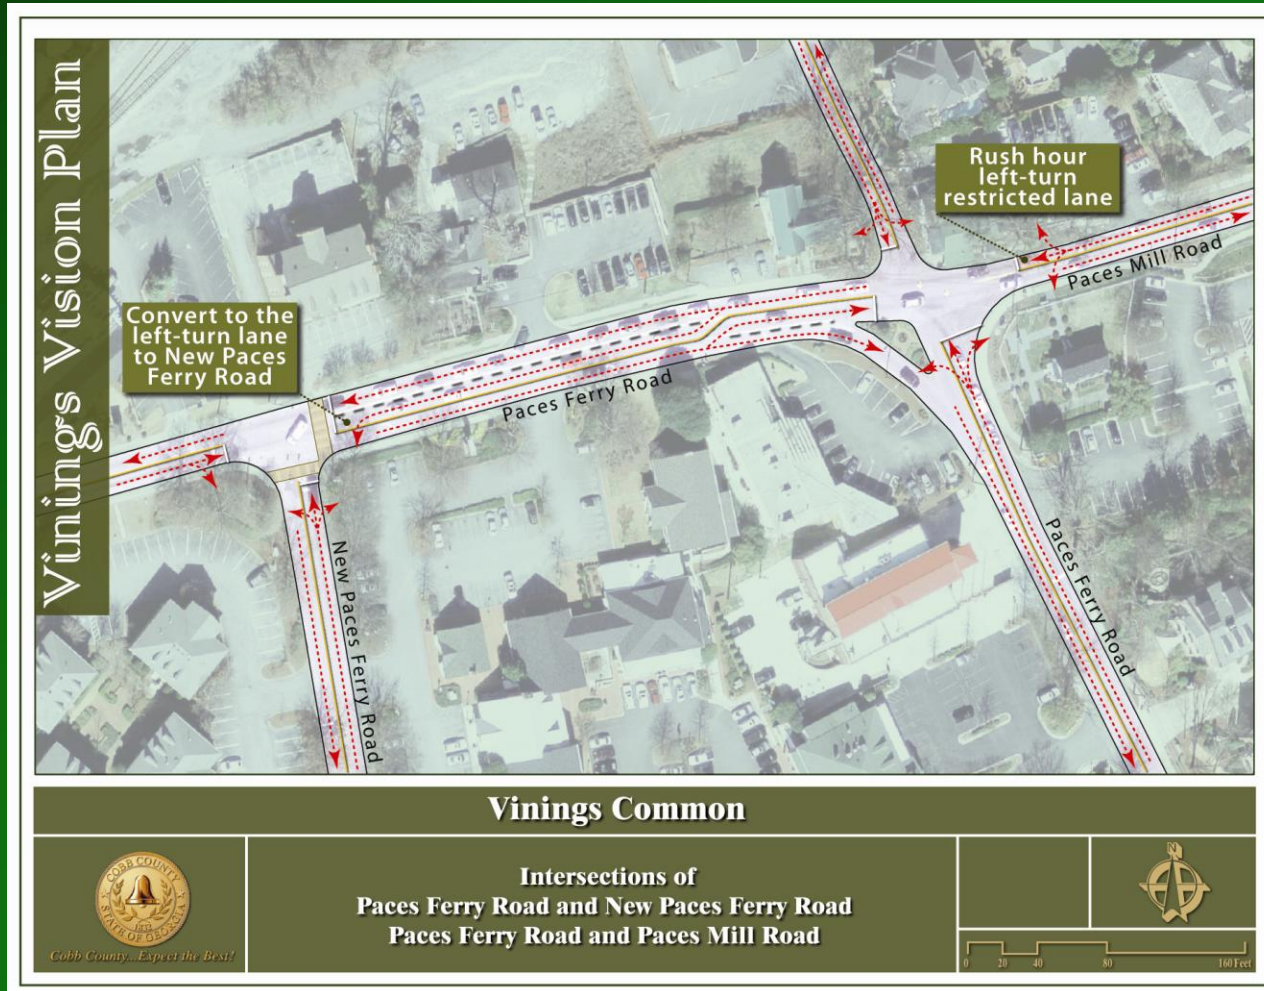 Vinings Vision Plan
Rush hour
left-turn
restricted lane
Paces Mill Road
Convert to the
left-turn lane
to New Paces
Ferry Road
Paces Ferry Road
New Paces Ferry Road
Paces Ferry Road
Vinings Common
COBB COUNTY
1832
STATE OF GEORGIA
Cobb County...Expect the Best!
Intersections of
Paces Ferry Road and New Paces Ferry Road
Paces Ferry Road and Paces Mill Road
N
0 20 40 80 160 Feet